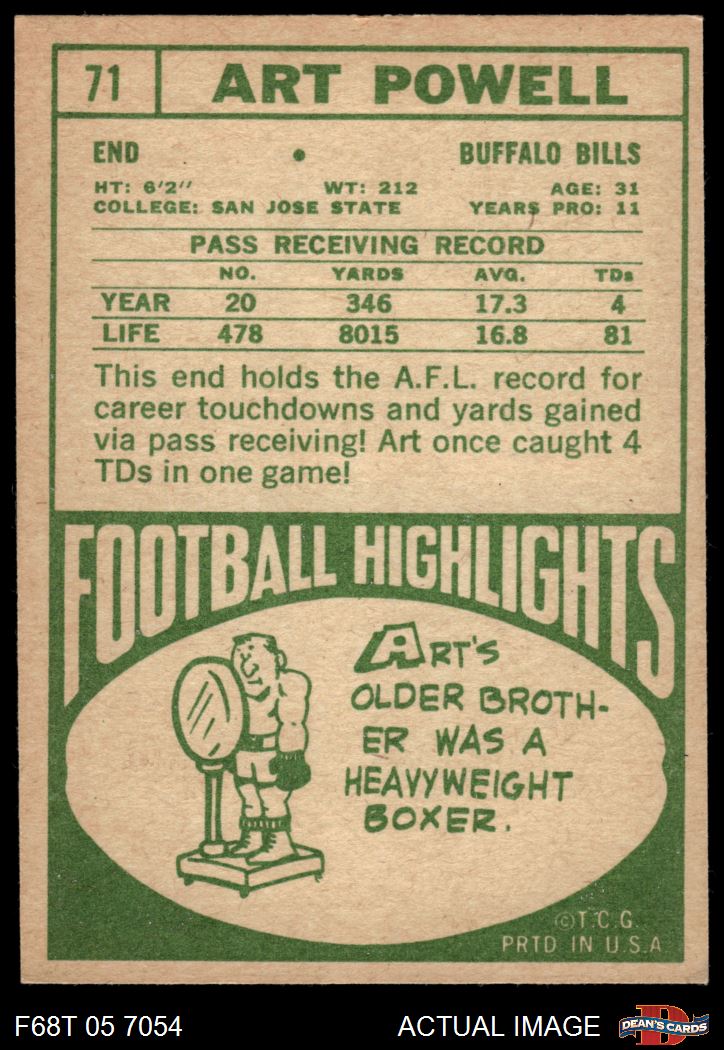 71 ART POWELL
END • BUFFALO BILLS
HT: 6'2" WT: 212 AGE: 31
COLLEGE: SAN JOSE STATE YEARS PRO: 11
PASS RECEIVING RECORD
NO. YARDS AVG. TDs
YEAR 20 346 17.3 4
LIFE 478 8015 16.8 81
This end holds the A.F.L. record for
career touchdowns and yards gained
via pass receiving! Art once caught 4
TDs in one game!
FOOTBALL HIGHLIGHTS
ART'S
OLDER BROTH-
ER WAS A
HEAVYWEIGHT
BOXER.
©T.C.G.
PRTD IN U.S.A
F68T 05 7054 ACTUAL IMAGE D DEAN'S CARDS